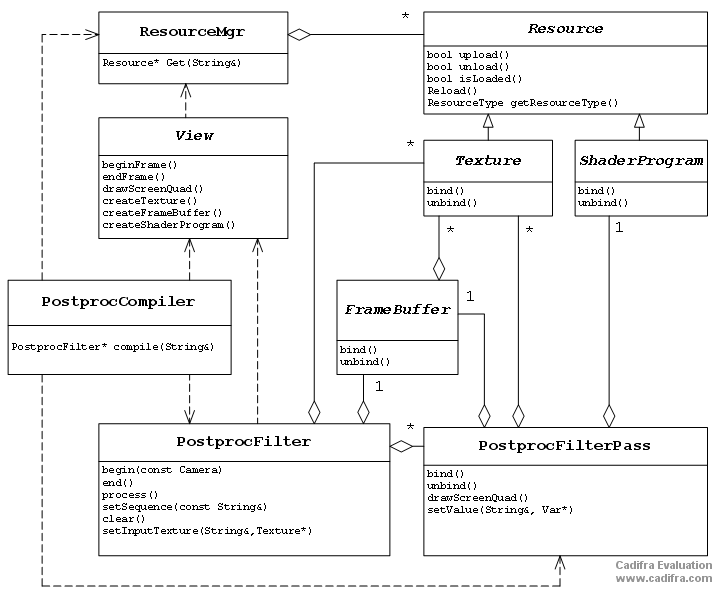 ResourceMgr
Resource* Get(String&)
*
Resource
bool upload()
bool unload()
bool isLoaded()
Reload()
ResourceType getResourceType()
View
beginFrame()
endFrame()
drawScreenQuad()
createTexture()
createFrameBuffer()
createShaderProgram()
*
Texture
bind()
unbind()
ShaderProgram
bind()
unbind()
*
*
1
PostprocCompiler
PostprocFilter* compile(String&)
FrameBuffer
bind()
unbind()
1
1
PostprocFilter
begin(const Camera)
end()
process()
setSequence(const String&)
clear()
setInputTexture(String&,Texture*)
*
PostprocFilterPass
bind()
unbind()
drawScreenQuad()
setValue(String&, Var*)
Cadifra Evaluation
www.cadifra.com